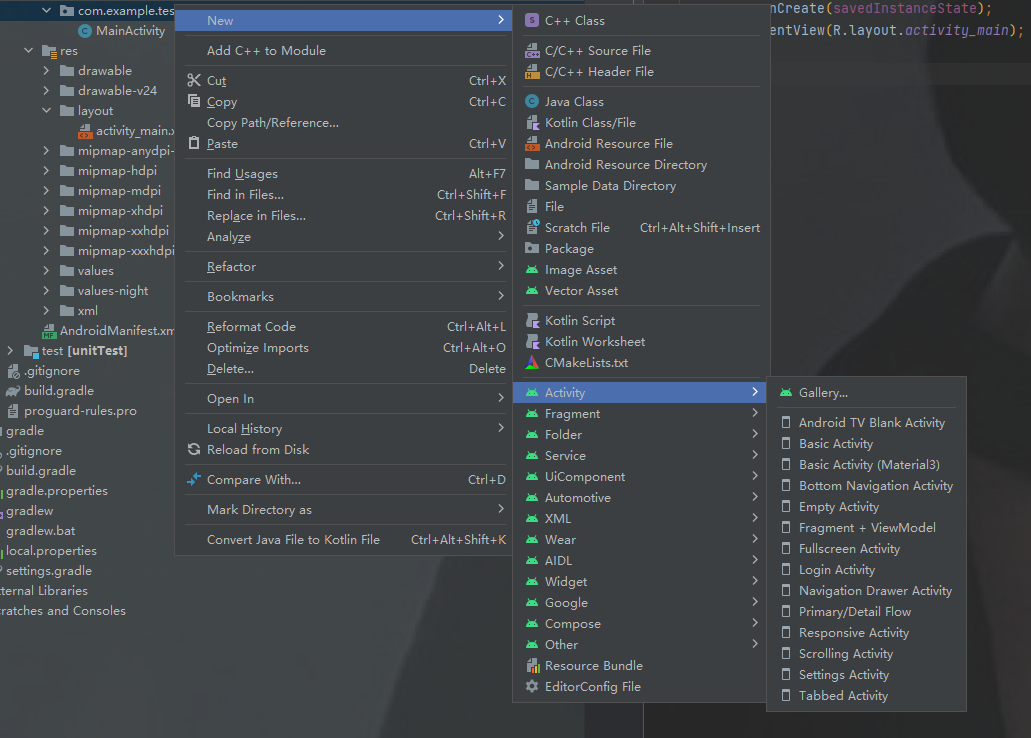 com.example.tes
MainActivity
res
drawable
drawable-v24
layout
activity_main.x
mipmap-anydpi-
mipmap-hdpi
mipmap-mdpi
mipmap-xhdpi
mipmap-xxhdpi
mipmap-xxxhdpi
values
values-night
xml
AndroidManifest.xm
test [unitTest]
.gitignore
build.gradle
proguard-rules.pro
gradle
.gitignore
build.gradle
gradle.properties
gradlew
gradlew.bat
local.properties
settings.gradle
ternal Libraries
ratches and Consoles
New
Add C++ to Module
Cut Ctrl+X
Copy Ctrl+C
Copy Path/Reference...
Paste Ctrl+V
Find Usages Alt+F7
Find in Files... Ctrl+Shift+F
Replace in Files... Ctrl+Shift+R
Analyze
Refactor
Bookmarks
Reformat Code Ctrl+Alt+L
Optimize Imports Ctrl+Alt+O
Delete... Delete
Open In
Local History
Reload from Disk
Compare With... Ctrl+D
Mark Directory as
Convert Java File to Kotlin File Ctrl+Alt+Shift+K
C++ Class
C/C++ Source File
C/C++ Header File
Java Class
Kotlin Class/File
Android Resource File
Android Resource Directory
Sample Data Directory
File
Scratch File Ctrl+Alt+Shift+Insert
Package
Image Asset
Vector Asset
Kotlin Script
Kotlin Worksheet
CMakeLists.txt
Activity
Fragment
Folder
Service
UiComponent
Automotive
XML
Wear
AIDL
Widget
Google
Compose
Other
Resource Bundle
EditorConfig File
Gallery...
Android TV Blank Activity
Basic Activity
Basic Activity (Material3)
Bottom Navigation Activity
Empty Activity
Fragment + ViewModel
Fullscreen Activity
Login Activity
Navigation Drawer Activity
Primary/Detail Flow
Responsive Activity
Scrolling Activity
Settings Activity
Tabbed Activity
nCreate(savedInstanceState);
entView(R.layout.activity_main);